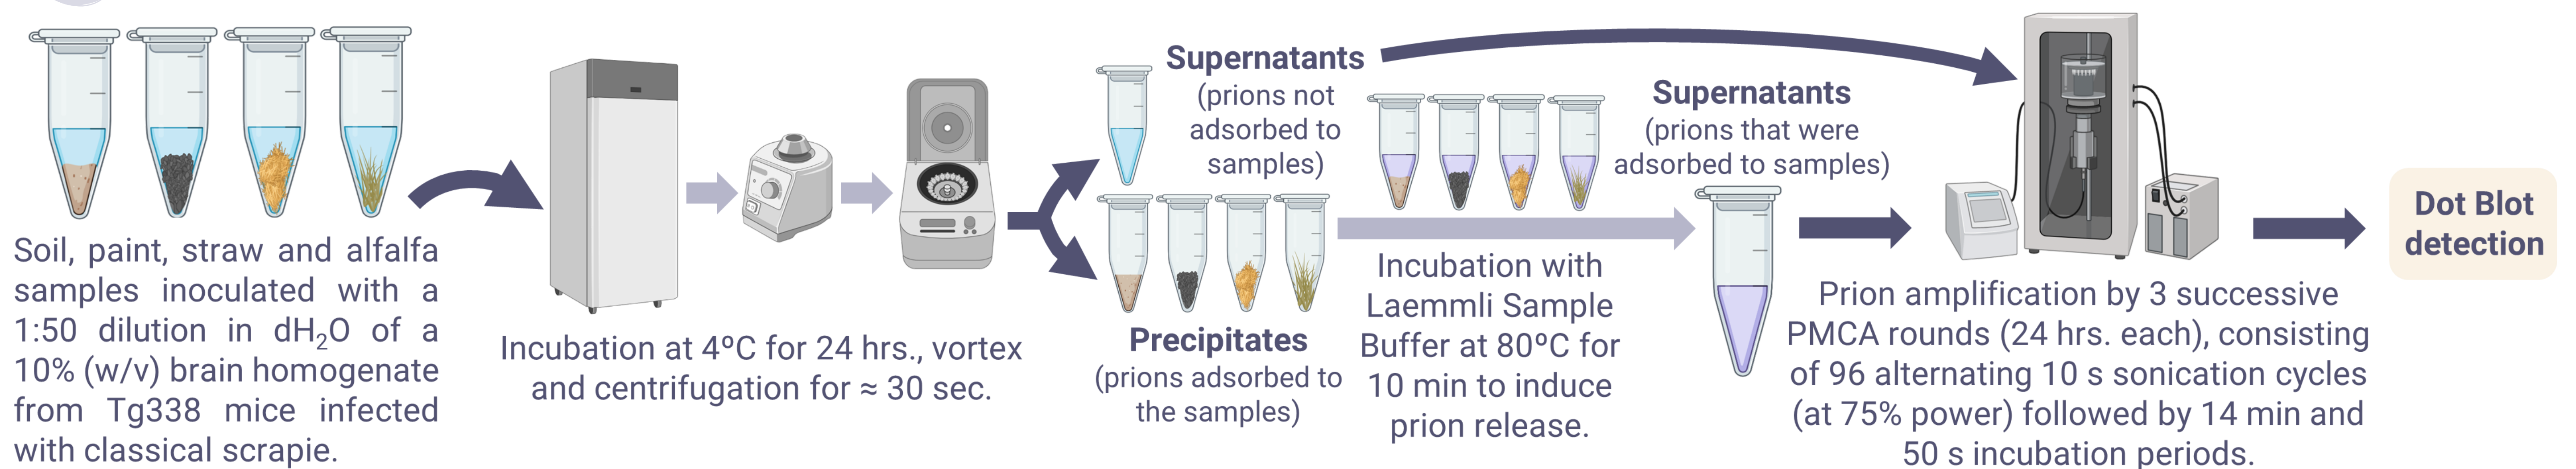 Soil, paint, straw and alfalfa
samples inoculated with a
1:50 dilution in dH₂O of a
10% (w/v) brain homogenate
from Tg338 mice infected
with classical scrapie.
Incubation at 4ºC for 24 hrs., vortex
and centrifugation for ≈ 30 sec.
Supernatants
(prions not
adsorbed to
samples)
Precipitates
(prions adsorbed to
the samples)
Incubation with
Laemmli Sample
Buffer at 80ºC for
10 min to induce
prion release.
Supernatants
(prions that were
adsorbed to samples)
Prion amplification by 3 successive
PMCA rounds (24 hrs. each), consisting
of 96 alternating 10 s sonication cycles
(at 75% power) followed by 14 min and
50 s incubation periods.
Dot Blot
detection